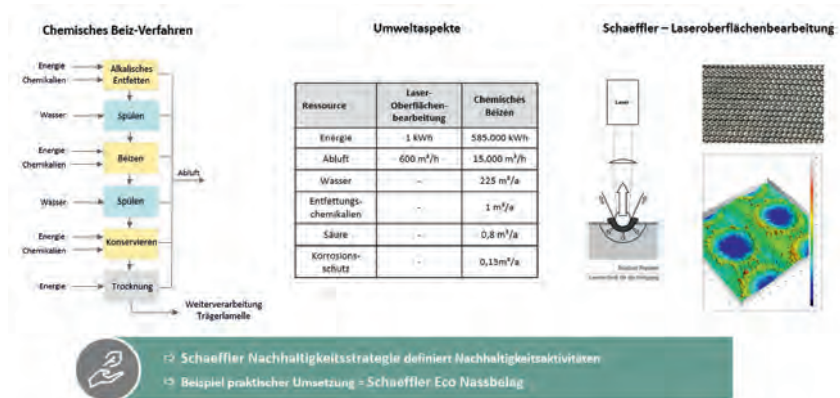 Chemisches Beiz-Verfahren
Energie
Chemikalien
Alkalisches
Entfetten
Wasser
Spülen
Energie
Chemikalien
Beizen
Abluft
Wasser
Spülen
Energie
Chemikalien
Konservieren
Energie
Trocknung
Weiterverarbeitung
Trägerlamelle
Umweltaspekte
Ressource
Laser-
Oberflächen-
bearbeitung
Chemisches
Beizen
Energie 1 kWh 585.000 kWh
Abluft 600 m³/h 15.000 m³/h
Wasser - 225 m³/a
Entfettungs-
chemikalien - 1 m³/a
Säure - 0,8 m³/a
Korrosions-
schutz - 0,15m³/a
Schaeffler – Laseroberflächenbearbeitung
Laser
⇨ Schaeffler Nachhaltigkeitsstrategie definiert Nachhaltigkeitsaktivitäten
⇨ Beispiel praktischer Umsetzung = Schaeffler Eco Nassbelag